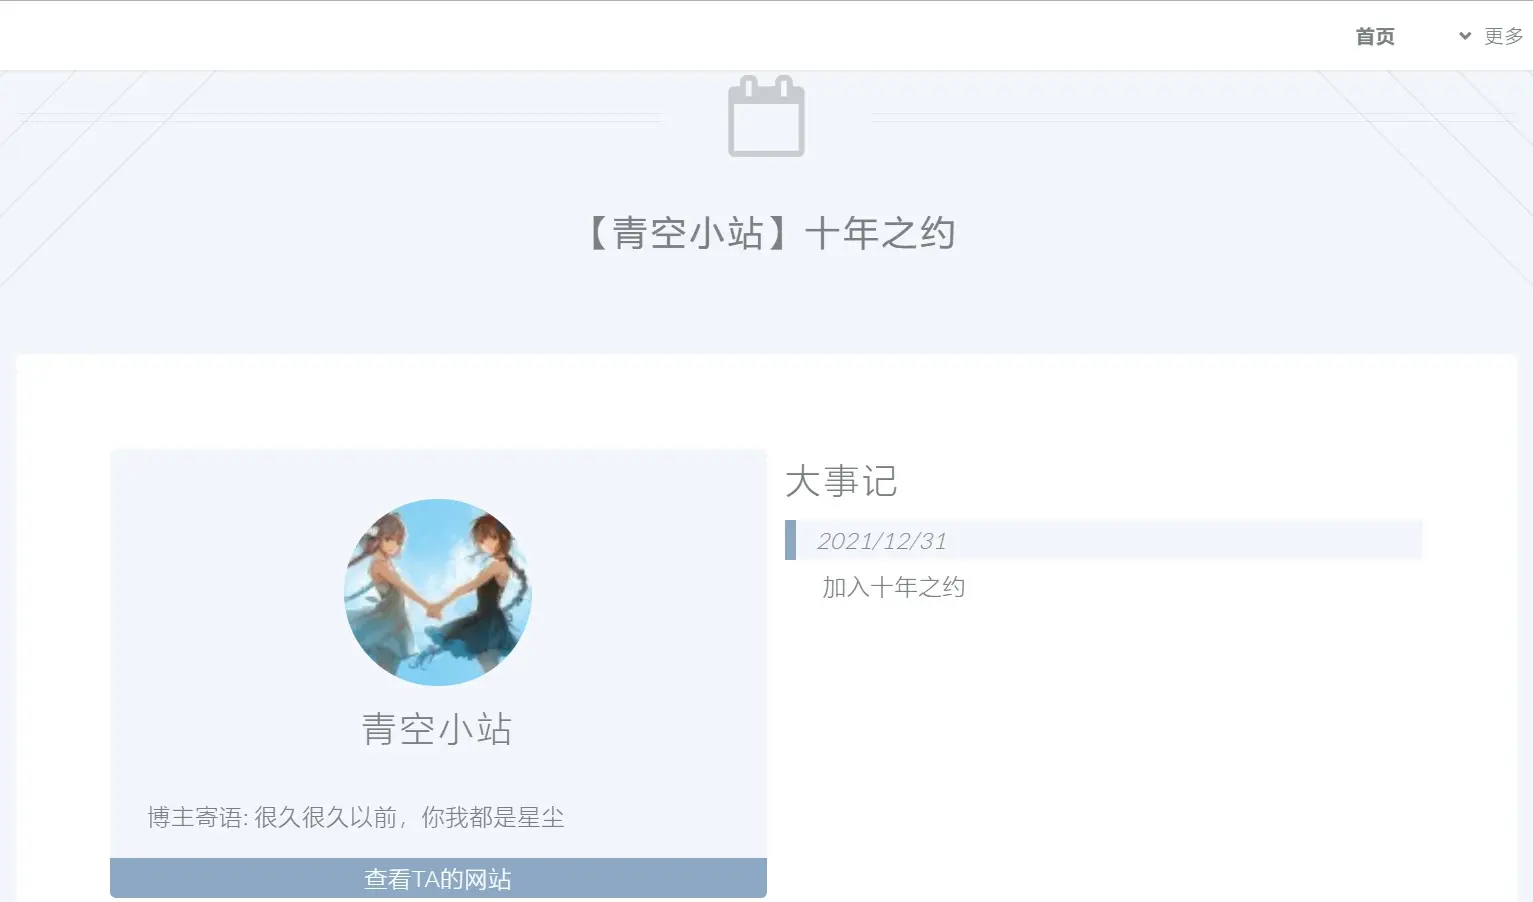 首页
更多
【青空小站】十年之约
青空小站
博主寄语: 很久很久以前，你我都是星尘
查看TA的网站
大事记
2021/12/31
加入十年之约